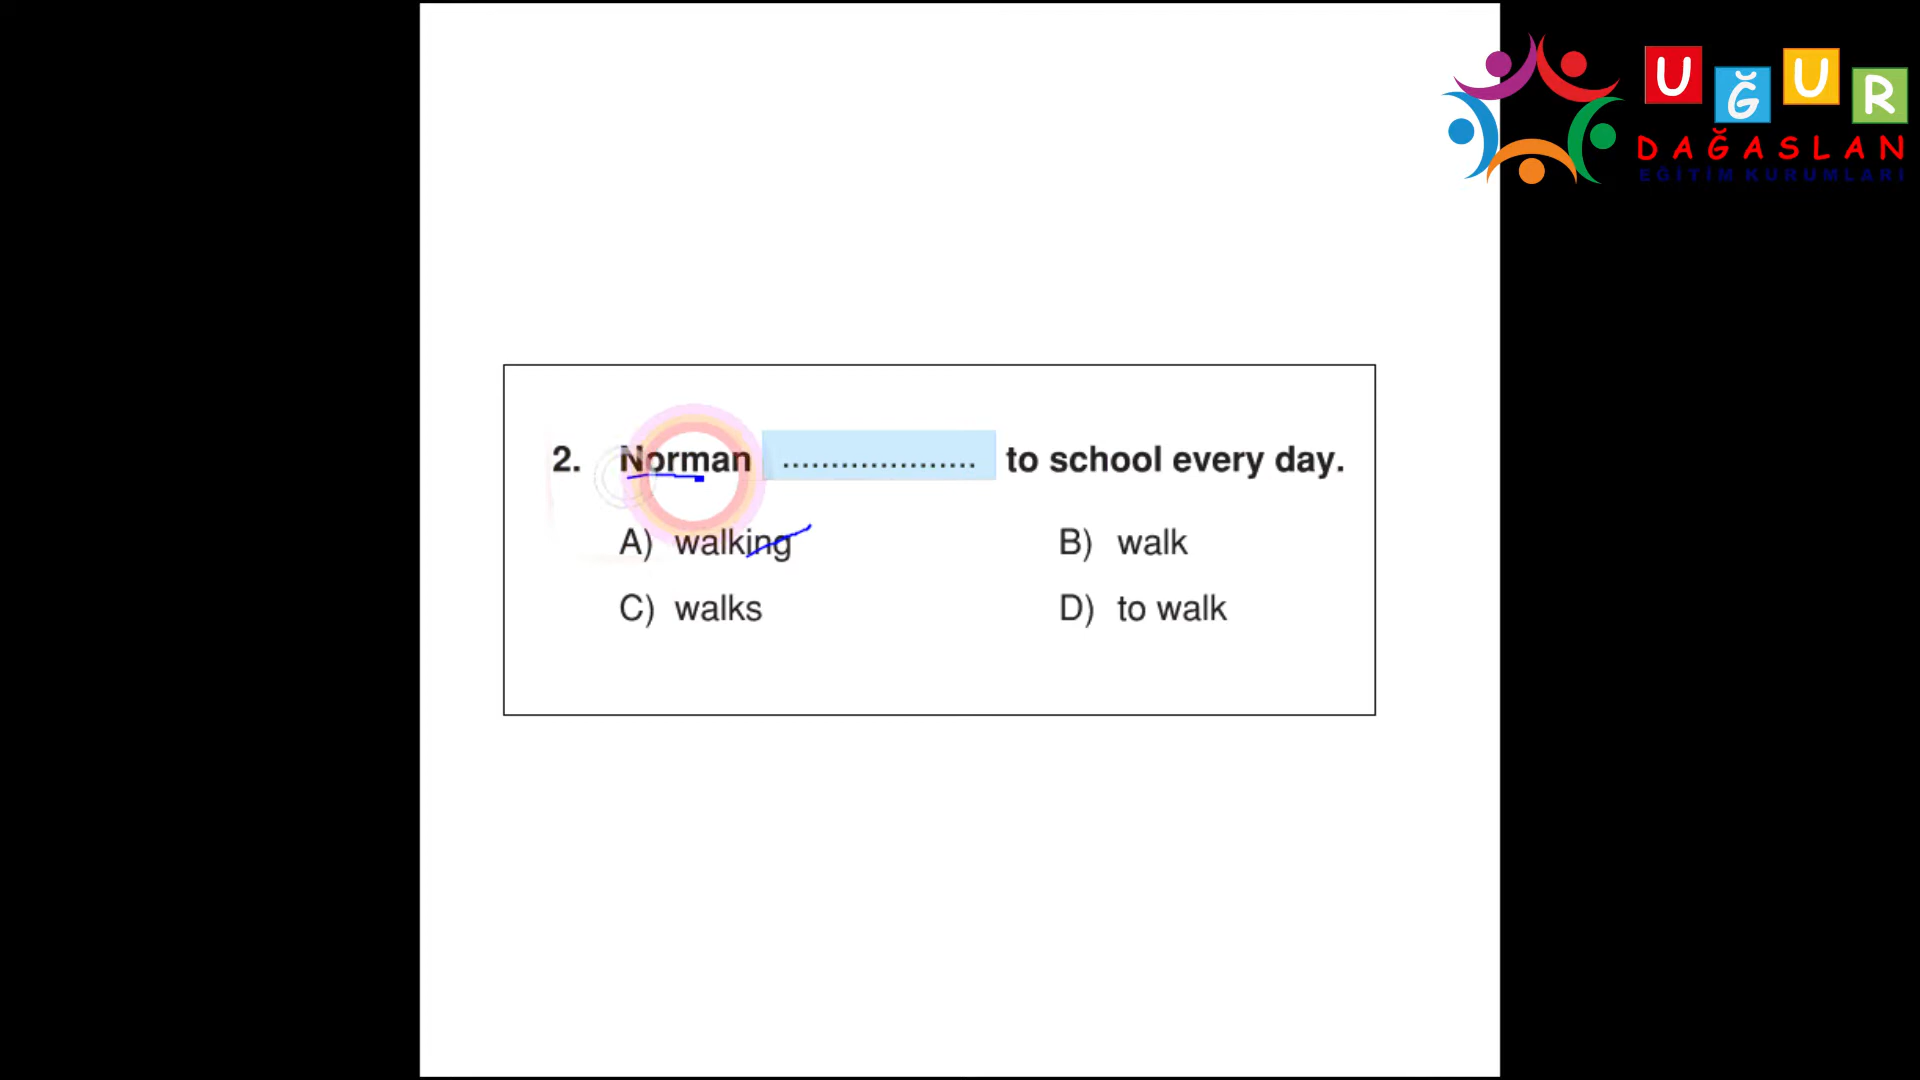 UĞUR
DAĞASLAN
EĞİTİM KURUMLARI
2. Norman .................... to school every day.
A) walking B) walk
C) walks D) to walk